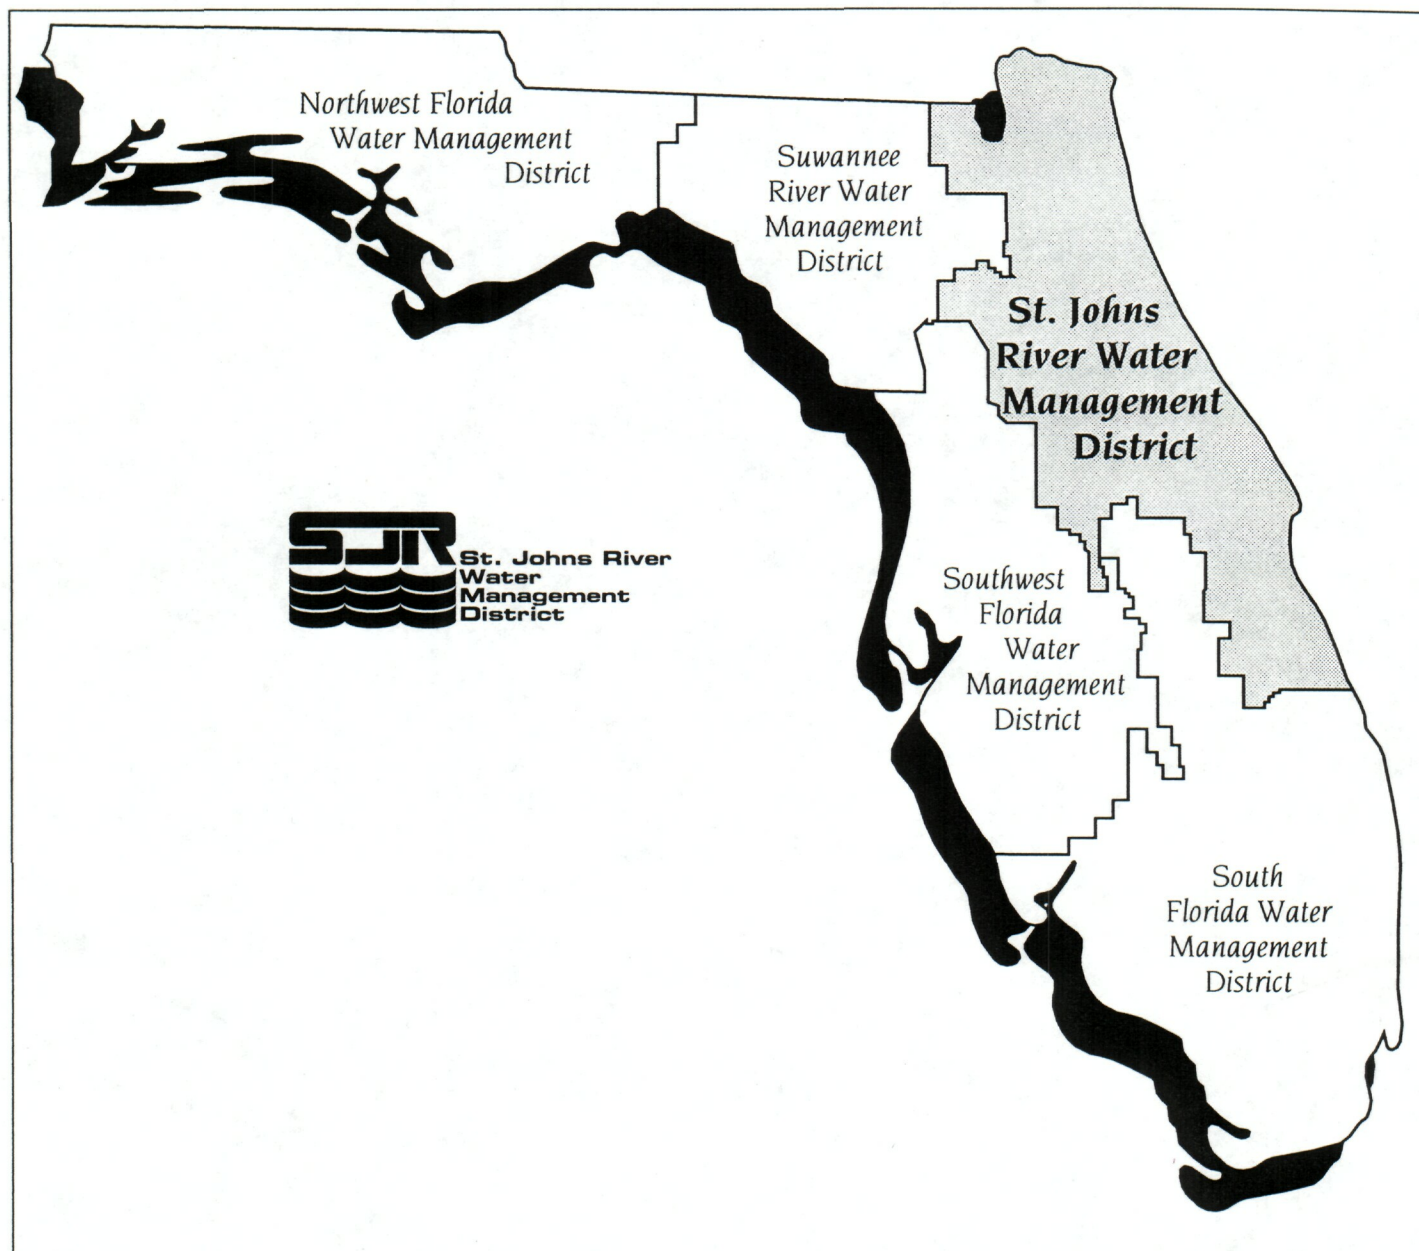 Northwest Florida
Water Management
District
Suwannee
River Water
Management
District
St. Johns
River Water
Management
District
SJR
St. Johns River
Water
Management
District
Southwest
Florida
Water
Management
District
South
Florida Water
Management
District